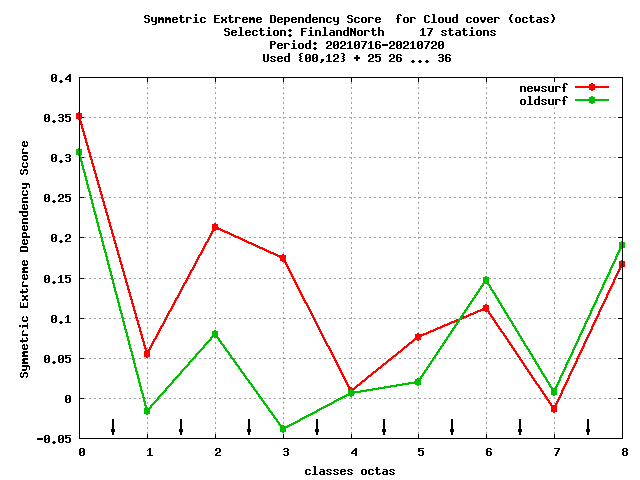 Symmetric Extreme Dependency Score  for Cloud cover (octas)
Selection: FinlandNorth     17 stations
Period: 20210716-20210720
Used {00,12} + 25 26 ... 36
newsurf
oldsurf
Symmetric Extreme Dependency Score
0.4
0.35
0.3
0.25
0.2
0.15
0.1
0.05
0
-0.05
0 1 2 3 4 5 6 7 8
classes octas